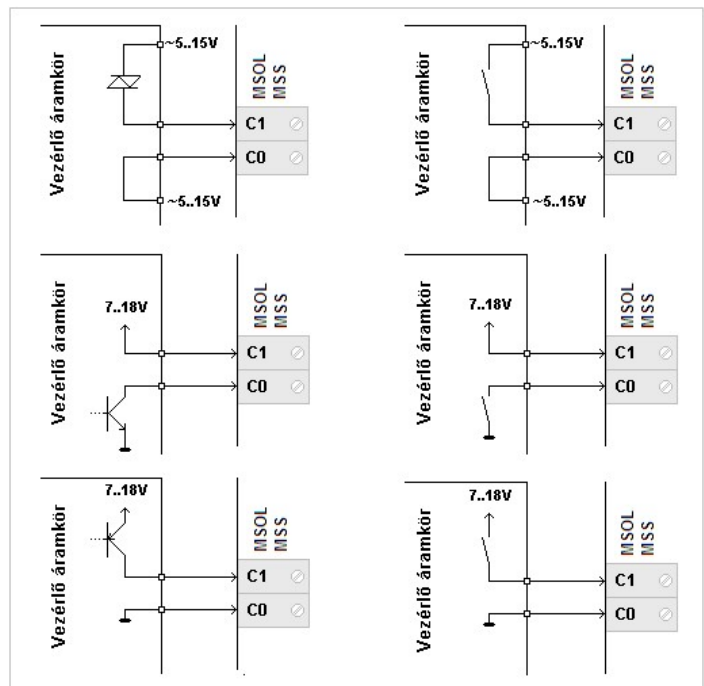 Vezérlő áramkör
~5..15V
MSOL
MSS
C1
C0
~5..15V
Vezérlő áramkör
~5..15V
MSOL
MSS
C1
C0
~5..15V
Vezérlő áramkör
7..18V
MSOL
MSS
C1
C0
Vezérlő áramkör
7..18V
MSOL
MSS
C1
C0
Vezérlő áramkör
7..18V
MSOL
MSS
C1
C0
Vezérlő áramkör
7..18V
MSOL
MSS
C1
C0